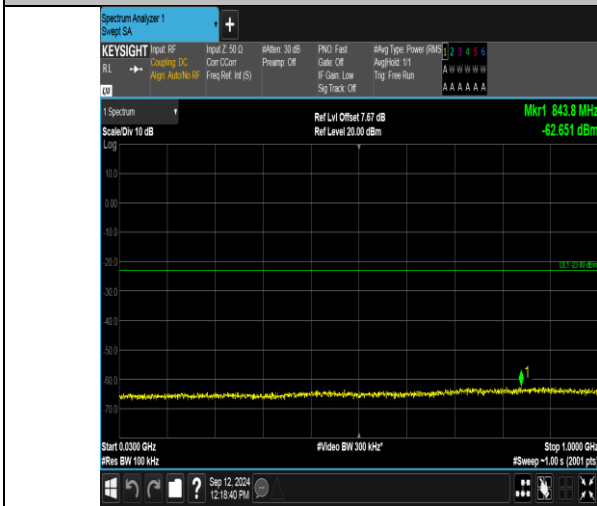 Spectrum Analyzer 1
Swept SA
+
KEYSIGHT
RL
Input: RF
Coupling: DC
Align: Auto/No RF
Input Z: 50 Ω
Corr CCorr
Freq Ref: Int (S)
#Atten: 30 dB
Preamp: Off
PNO: Fast
Gate: Off
IF Gain: Low
Sig Track: Off
#Avg Type: Power (RMS)
Avg|Hold: 1/1
Trig: Free Run
1 2 3 4 5 6
A W W W W W
A A A A A A
1 Spectrum
Scale/Div 10 dB
Log
Ref Lvl Offset 7.67 dB
Ref Level 20.00 dBm
Mkr1 843.8 MHz
-62.651 dBm
10.0
0.00
-10.0
-20.0
DL1 -23.00 dBm
-30.0
-40.0
-50.0
1
-60.0
-70.0
Start 0.0300 GHz
#Res BW 100 kHz
#Video BW 300 kHz*
Stop 1.0000 GHz
#Sweep ~1.00 s (2001 pts)
?
Sep 12, 2024
12:18:40 PM